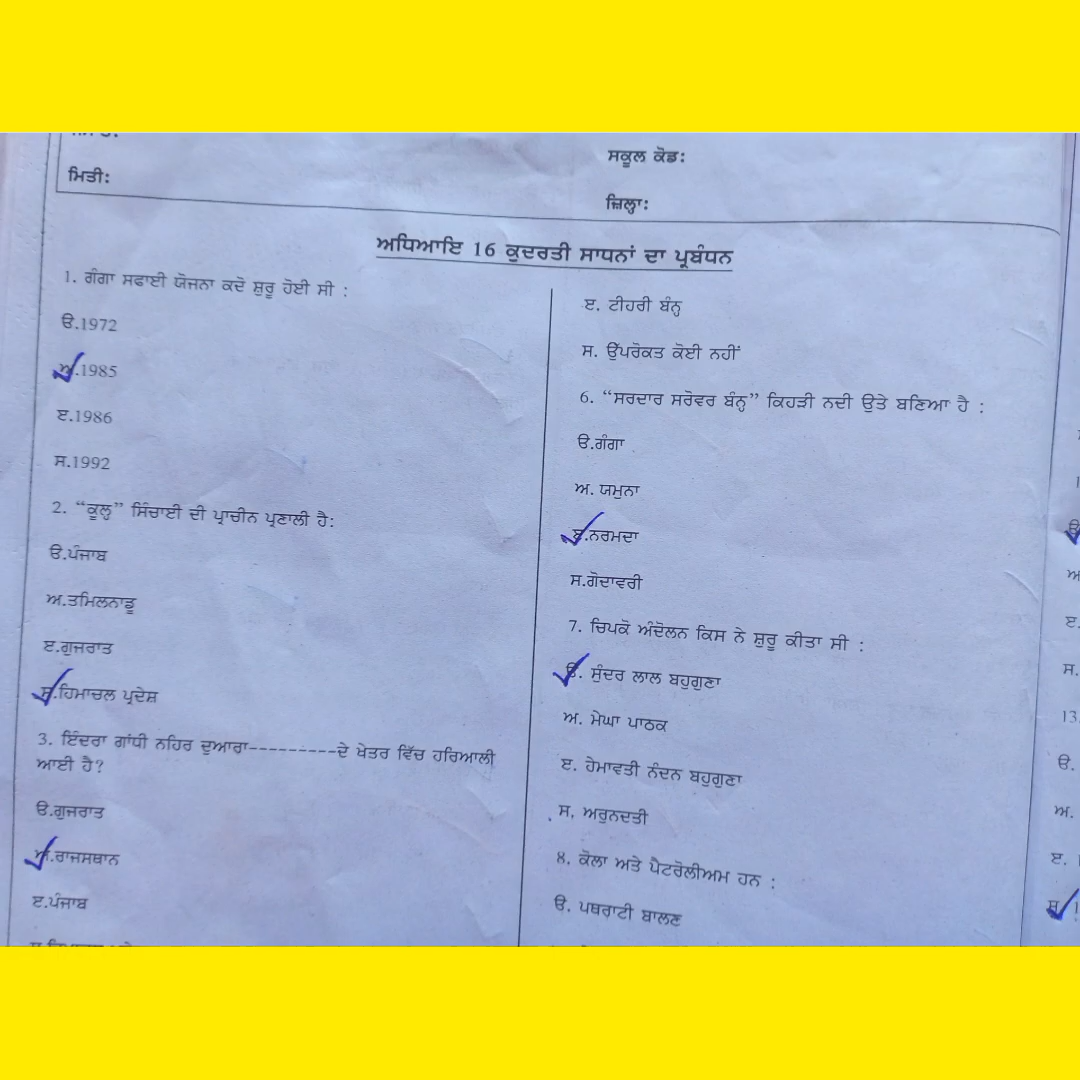 ਮਿਤੀ:
ਸਕੂਲ ਕੋਡ:
ਜ਼ਿਲ੍ਹਾ:
ਅਧਿਆਇ 16 ਕੁਦਰਤੀ ਸਾਧਨਾਂ ਦਾ ਪ੍ਰਬੰਧਨ
1. ਗੰਗਾ ਸਫਾਈ ਯੋਜਨਾ ਕਦੋ ਸ਼ੁਰੂ ਹੋਈ ਸੀ :
ੳ.1972
ਅ.1985
ੲ.1986
ਸ.1992
2. “ਕੂਲ੍ਹ” ਸਿੰਚਾਈ ਦੀ ਪ੍ਰਾਚੀਨ ਪ੍ਰਣਾਲੀ ਹੈ:
ੳ.ਪੰਜਾਬ
ਅ.ਤਮਿਲਨਾਡੂ
ੲ.ਗੁਜਰਾਤ
ਸ.ਹਿਮਾਚਲ ਪ੍ਰਦੇਸ਼
3. ਇੰਦਰਾ ਗਾਂਧੀ ਨਹਿਰ ਦੁਆਰਾ---------ਦੇ ਖੇਤਰ ਵਿੱਚ ਹਰਿਆਲੀ
ਆਈ ਹੈ?
ੳ.ਗੁਜਰਾਤ
ਅ.ਰਾਜਸਥਾਨ
ੲ.ਪੰਜਾਬ
ੲ. ਟੀਹਰੀ ਬੰਨ੍ਹ
ਸ. ਉੱਪਰੋਕਤ ਕੋਈ ਨਹੀਂ
6. “ਸਰਦਾਰ ਸਰੋਵਰ ਬੰਨ੍ਹ” ਕਿਹੜੀ ਨਦੀ ਉਤੇ ਬਣਿਆ ਹੈ :
ੳ.ਗੰਗਾ
ਅ. ਯਮੁਨਾ
ੲ.ਨਰਮਦਾ
ਸ.ਗੋਦਾਵਰੀ
7. ਚਿਪਕੋ ਅੰਦੋਲਨ ਕਿਸ ਨੇ ਸ਼ੁਰੂ ਕੀਤਾ ਸੀ :
ੳ. ਸੁੰਦਰ ਲਾਲ ਬਹੁਗੁਣਾ
ਅ. ਮੇਘਾ ਪਾਠਕ
ੲ. ਹੇਮਾਵਤੀ ਨੰਦਨ ਬਹੁਗੁਣਾ
ਸ. ਅਰੁਨਦਤੀ
8. ਕੋਲਾ ਅਤੇ ਪੈਟਰੋਲੀਅਮ ਹਨ :
ੳ. ਪਥਰਾਟੀ ਬਾਲਣ
ੳ
ਅ
ੲ.
ਸ.
13
ੳ.
ਅ.
ੲ.
ਸ.